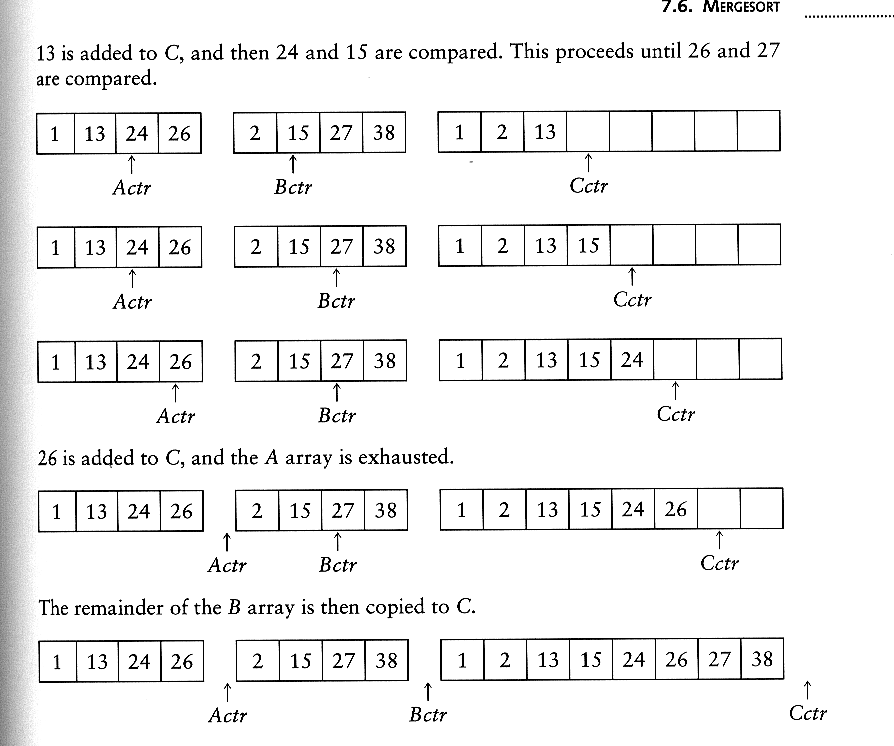 7.6. MERGESORT
13 is added to C, and then 24 and 15 are compared. This proceeds until 26 and 27
are compared.
1 13 24 26 2 15 27 38 1 2 13
Actr Bctr Cctr
1 13 24 26 2 15 27 38 1 2 13 15
Actr Bctr Cctr
1 13 24 26 2 15 27 38 1 2 13 15 24
Actr Bctr Cctr
26 is added to C, and the A array is exhausted.
1 13 24 26 2 15 27 38 1 2 13 15 24 26
Actr Bctr Cctr
The remainder of the B array is then copied to C.
1 13 24 26 2 15 27 38 1 2 13 15 24 26 27 38
Actr Bctr Cctr